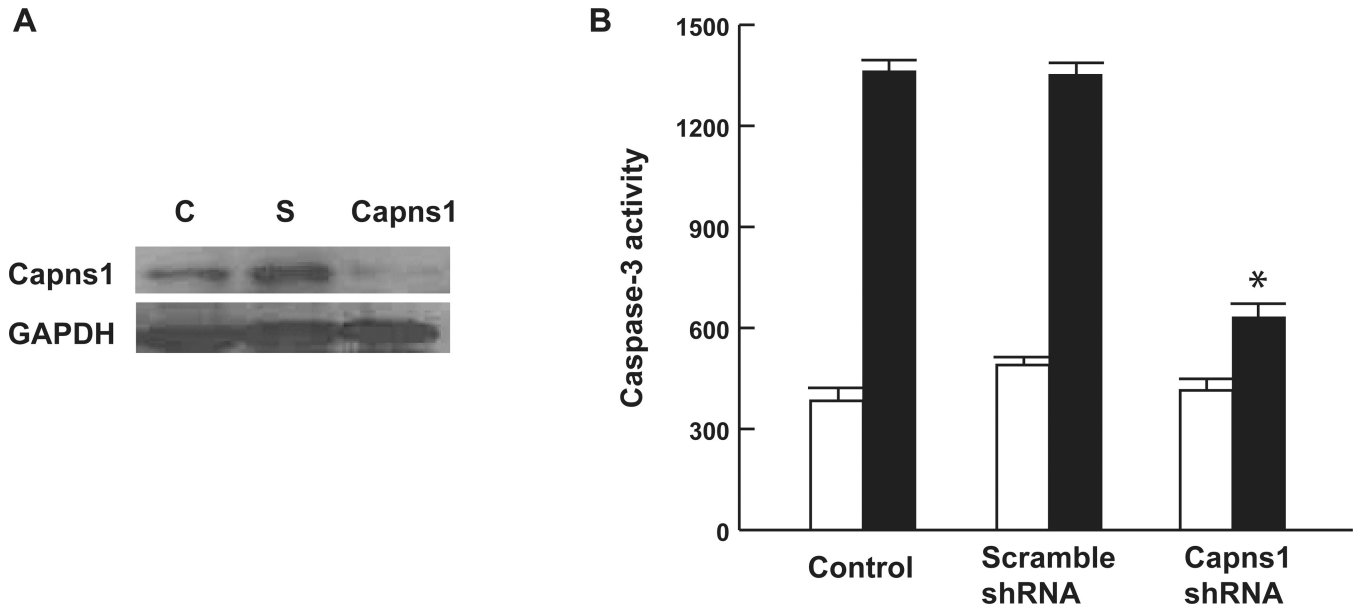 A
C S Capns1
Capns1
GAPDH
B
Caspase-3 activity
1500
1200
900
600
300
0
*
Control
Scramble
shRNA
Capns1
shRNA